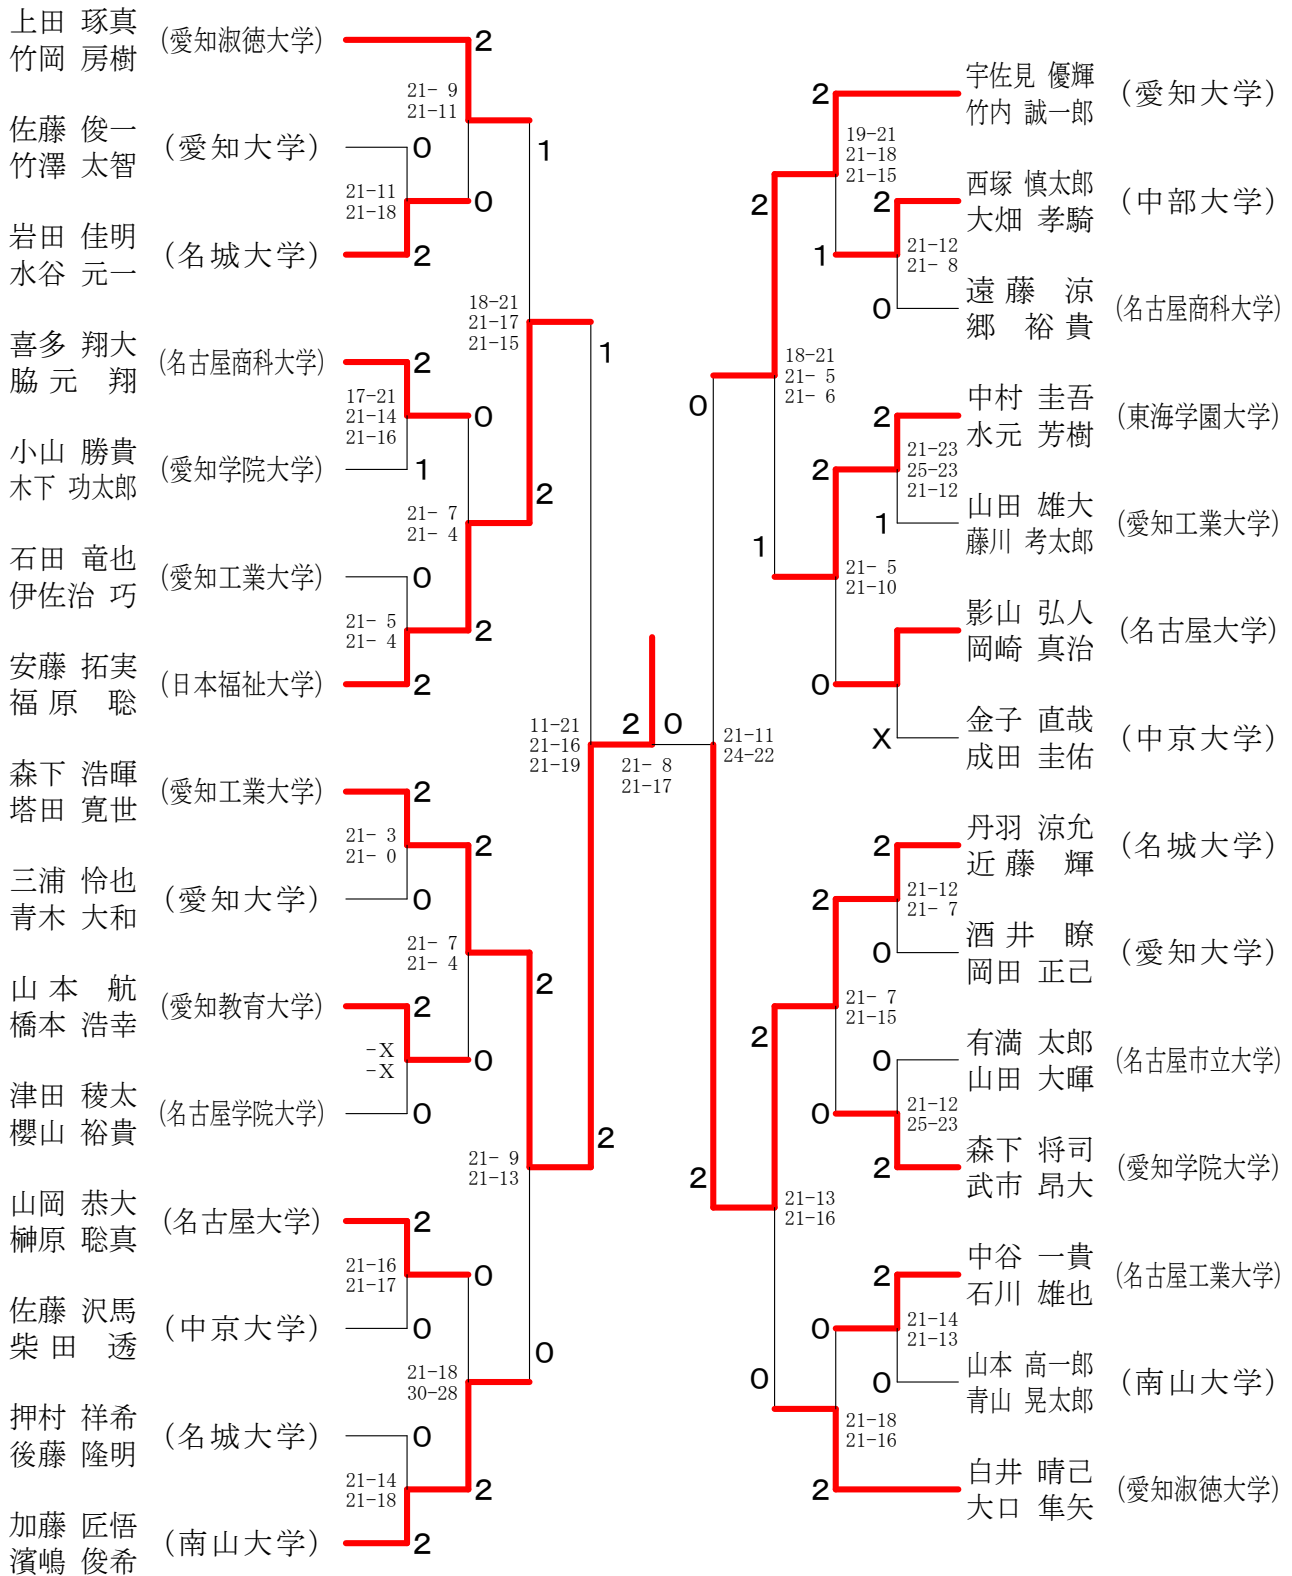 上田 琢真
竹岡 房樹
(愛知淑徳大学)
2
21- 9
21-11
佐藤 俊一
竹澤 太智
(愛知大学)
0
1
21-11
21-18
0
岩田 佳明
水谷 元一
(名城大学)
2
18-21
21-17
21-15
1
喜多 翔大
脇元 翔
(名古屋商科大学)
2
17-21
21-14
21-16
0
小山 勝貴
木下 功太郎
(愛知学院大学)
1
2
21- 7
21- 4
石田 竜也
伊佐治 巧
(愛知工業大学)
0
21- 5
21- 4
2
安藤 拓実
福原 聡
(日本福祉大学)
2
11-21
21-16
21-19
2
0
21- 8
21-17
森下 浩暉
塔田 寛世
(愛知工業大学)
2
21- 3
21- 0
2
三浦 怜也
青木 大和
(愛知大学)
0
21- 7
21- 4
2
山本 航
橋本 浩幸
(愛知教育大学)
2
-X
-X
0
津田 稜太
櫻山 裕貴
(名古屋学院大学)
0
2
21- 9
21-13
山岡 恭大
榊原 聡真
(名古屋大学)
2
21-16
21-17
0
佐藤 沢馬
柴田 透
(中京大学)
0
0
21-18
30-28
押村 祥希
後藤 隆明
(名城大学)
0
21-14
21-18
2
加藤 匠悟
濱嶋 俊希
(南山大学)
2
2
宇佐見 優輝
竹内 誠一郎
(愛知大学)
19-21
21-18
21-15
2
2
西塚 慎太郎
大畑 孝騎
(中部大学)
1
21-12
21- 8
0
遠藤 涼
郷 裕貴
(名古屋商科大学)
18-21
21- 5
21- 6
0
2
中村 圭吾
水元 芳樹
(東海学園大学)
2
21-23
25-23
21-12
1
山田 雄大
藤川 考太郎
(愛知工業大学)
1
21- 5
21-10
影山 弘人
岡崎 真治
(名古屋大学)
0
X
金子 直哉
成田 圭佑
(中京大学)
21-11
24-22
2
丹羽 涼允
近藤 輝
(名城大学)
2
21-12
21- 7
0
酒井 瞭
岡田 正己
(愛知大学)
2
21- 7
21-15
0
有満 太郎
山田 大暉
(名古屋市立大学)
0
21-12
25-23
2
森下 将司
武市 昂大
(愛知学院大学)
2
21-13
21-16
2
中谷 一貴
石川 雄也
(名古屋工業大学)
0
21-14
21-13
0
山本 高一郎
青山 晃太郎
(南山大学)
0
21-18
21-16
2
白井 晴己
大口 隼矢
(愛知淑徳大学)